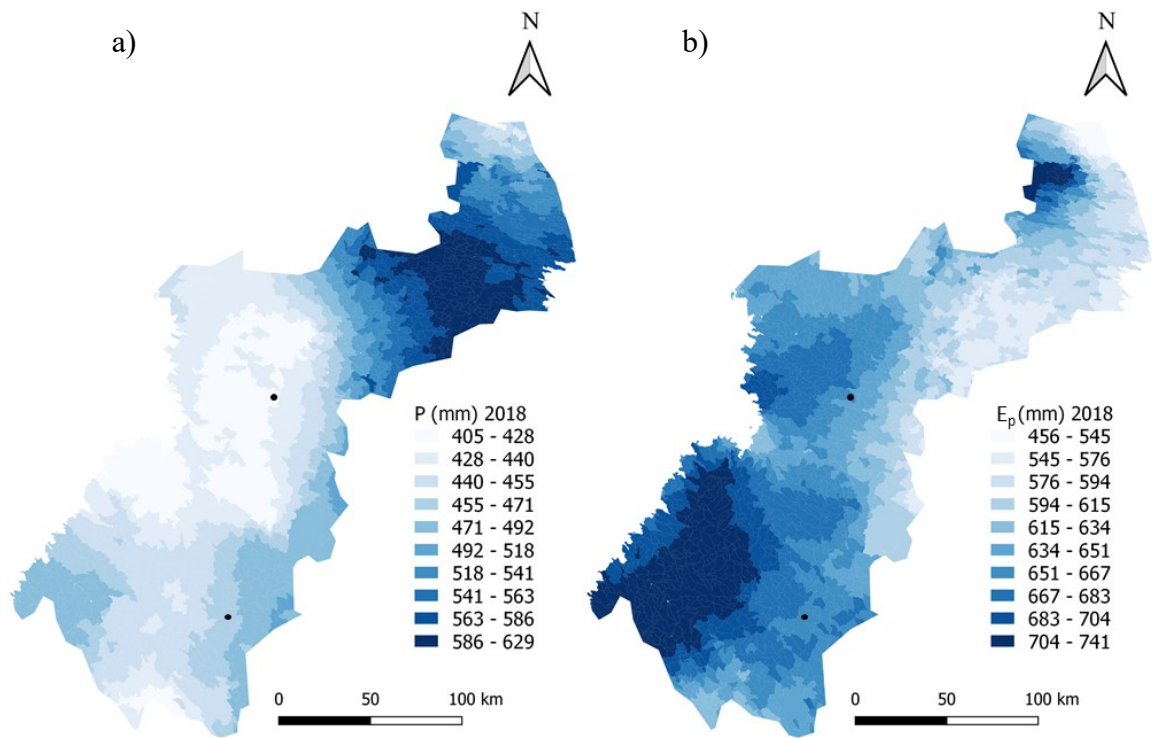 a)
N
P (mm) 2018
405 - 428
428 - 440
440 - 455
455 - 471
471 - 492
492 - 518
518 - 541
541 - 563
563 - 586
586 - 629
0 50 100 km
b)
N
Ep (mm) 2018
456 - 545
545 - 576
576 - 594
594 - 615
615 - 634
634 - 651
651 - 667
667 - 683
683 - 704
704 - 741
0 50 100 km